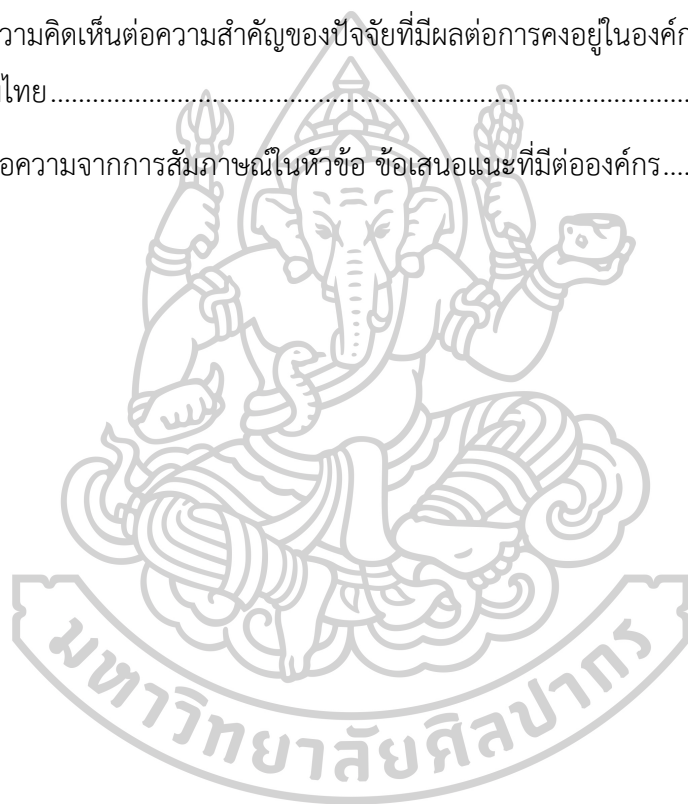 วามคิดเห็นต่อความสำคัญของปัจจัยที่มีผลต่อการคงอยู่ในองค์ก
ไทย....................................................................................................
อความจากการสัมภาษณ์ในหัวข้อ ข้อเสนอแนะที่มีต่อองค์กร.....
มหาวิทยาลัยศิลปากร